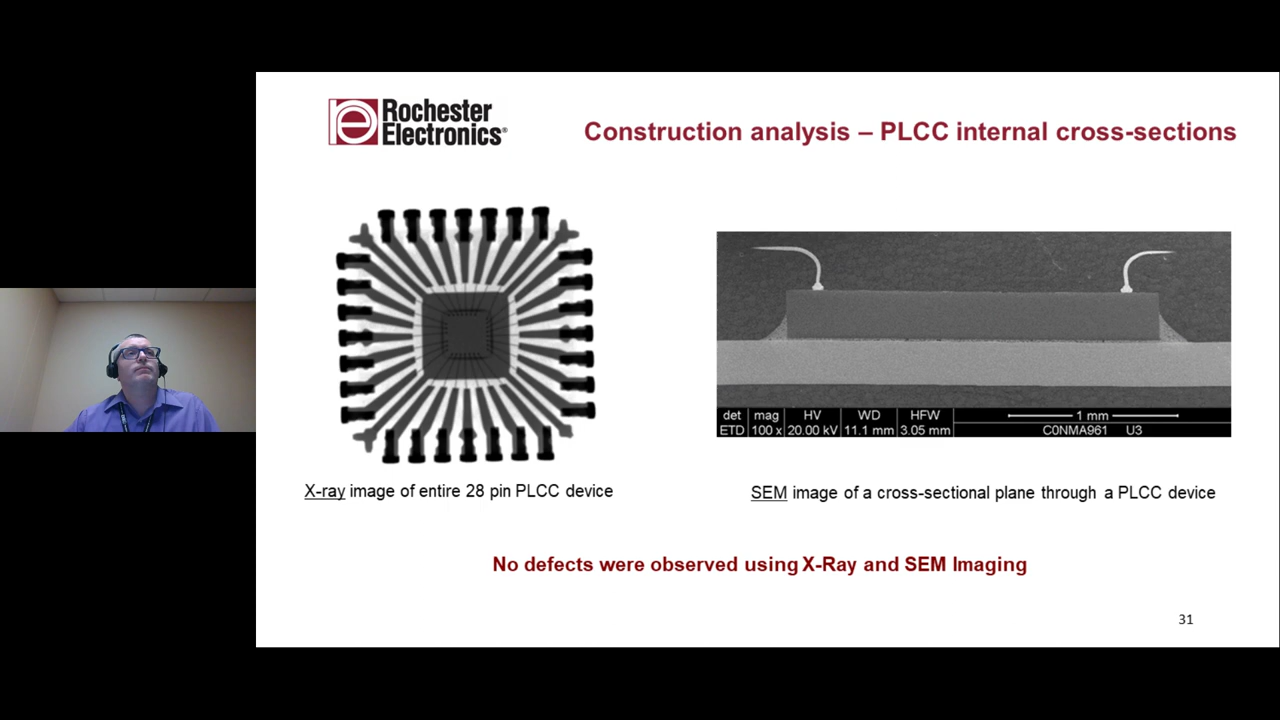 Rochester
Electronics®
Construction analysis – PLCC internal cross-sections
det mag HV WD HFW 1 mm
ETD 100 x 20.00 kV 11.1 mm 3.05 mm C0NMA961 U3
X-ray image of entire 28 pin PLCC device
SEM image of a cross-sectional plane through a PLCC device
No defects were observed using X-Ray and SEM Imaging
31